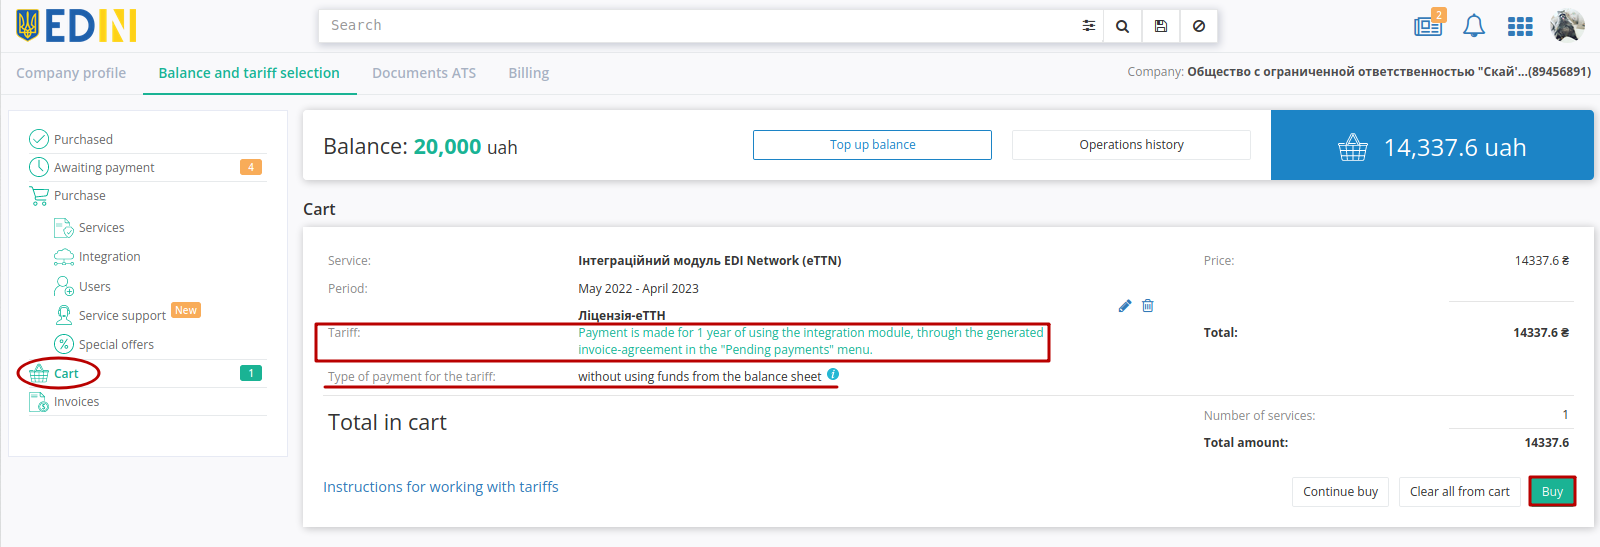 EDIN
Search
2
Company profile
Balance and tariff selection
Documents ATS
Billing
Company: Общество с ограниченной ответственностью "Скай'...(89456891)
Purchased
Awaiting payment 4
Purchase
Services
Integration
Users
Service support New
Special offers
Cart 1
Invoices
Balance: 20,000 uah
Top up balance
Operations history
14,337.6 uah
Cart
Service: Інтеграційний модуль EDI Network (eTTN)
Price: 14337.6 ₴
Period: May 2022 - April 2023
Ліцензія-еТТН
Tariff: Payment is made for 1 year of using the integration module, through the generated
invoice-agreement in the "Pending payments" menu.
Total: 14337.6 ₴
Type of payment for the tariff: without using funds from the balance sheet i
Total in cart
Number of services: 1
Total amount: 14337.6
Instructions for working with tariffs
Continue buy
Clear all from cart
Buy